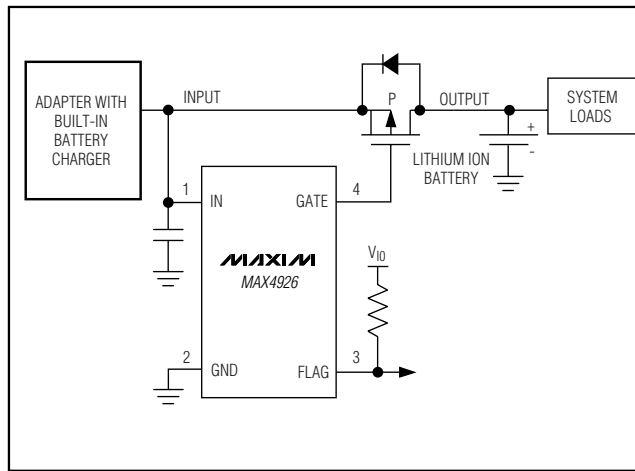 ADAPTER WITH
BUILT-IN
BATTERY
CHARGER
INPUT
P
OUTPUT
SYSTEM
LOADS
+
-
LITHIUM ION
BATTERY
1
IN
GATE
4
MAXIM
MAX4926
VIO
2
GND
FLAG
3